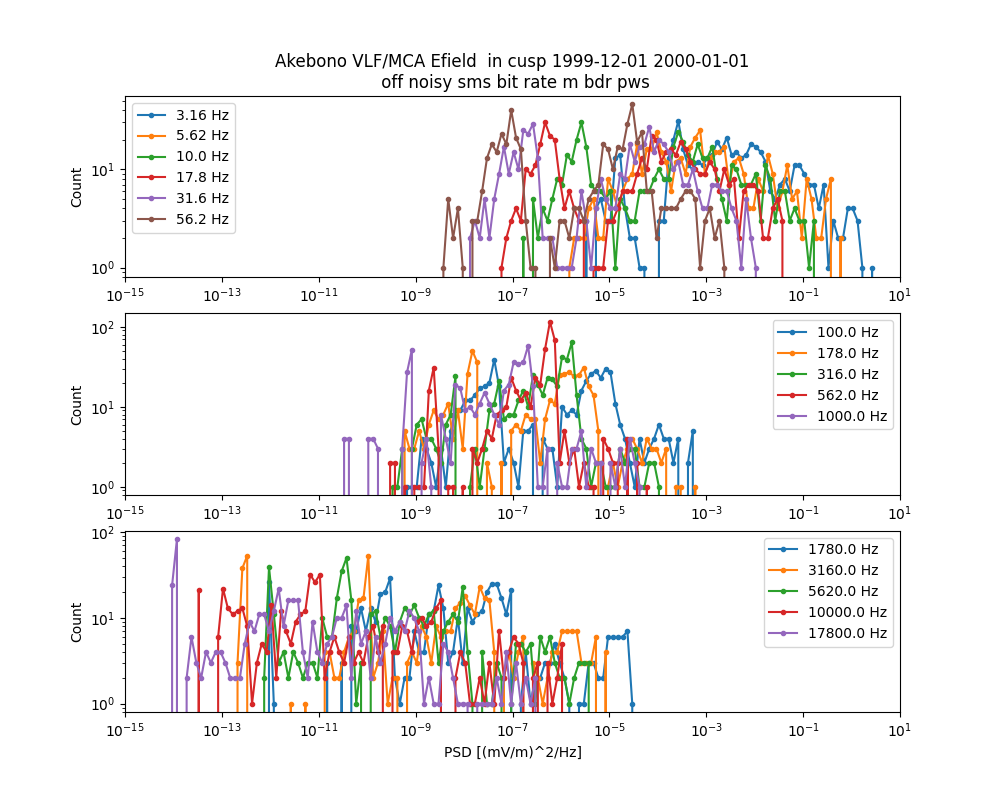 Akebono VLF/MCA Efield  in cusp 1999-12-01 2000-01-01
off noisy sms bit rate m bdr pws
Count
10^1
10^0
3.16 Hz
5.62 Hz
10.0 Hz
17.8 Hz
31.6 Hz
56.2 Hz
10^-15 10^-13 10^-11 10^-9 10^-7 10^-5 10^-3 10^-1 10^1
Count
10^2
10^1
10^0
100.0 Hz
178.0 Hz
316.0 Hz
562.0 Hz
1000.0 Hz
10^-15 10^-13 10^-11 10^-9 10^-7 10^-5 10^-3 10^-1 10^1
Count
10^2
10^1
10^0
1780.0 Hz
3160.0 Hz
5620.0 Hz
10000.0 Hz
17800.0 Hz
10^-15 10^-13 10^-11 10^-9 10^-7 10^-5 10^-3 10^-1 10^1
PSD [(mV/m)^2/Hz]